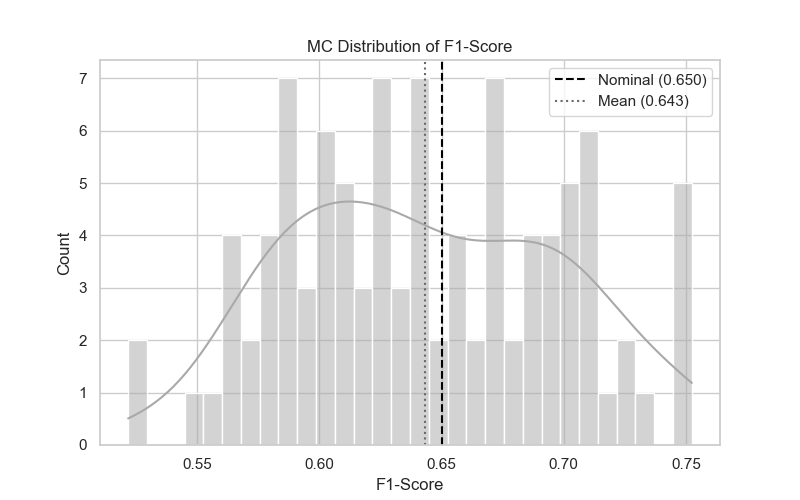 MC Distribution of F1-Score
Nominal (0.650)
Mean (0.643)
7
6
5
4
3
2
1
0
Count
0.55
0.60
0.65
0.70
0.75
F1-Score